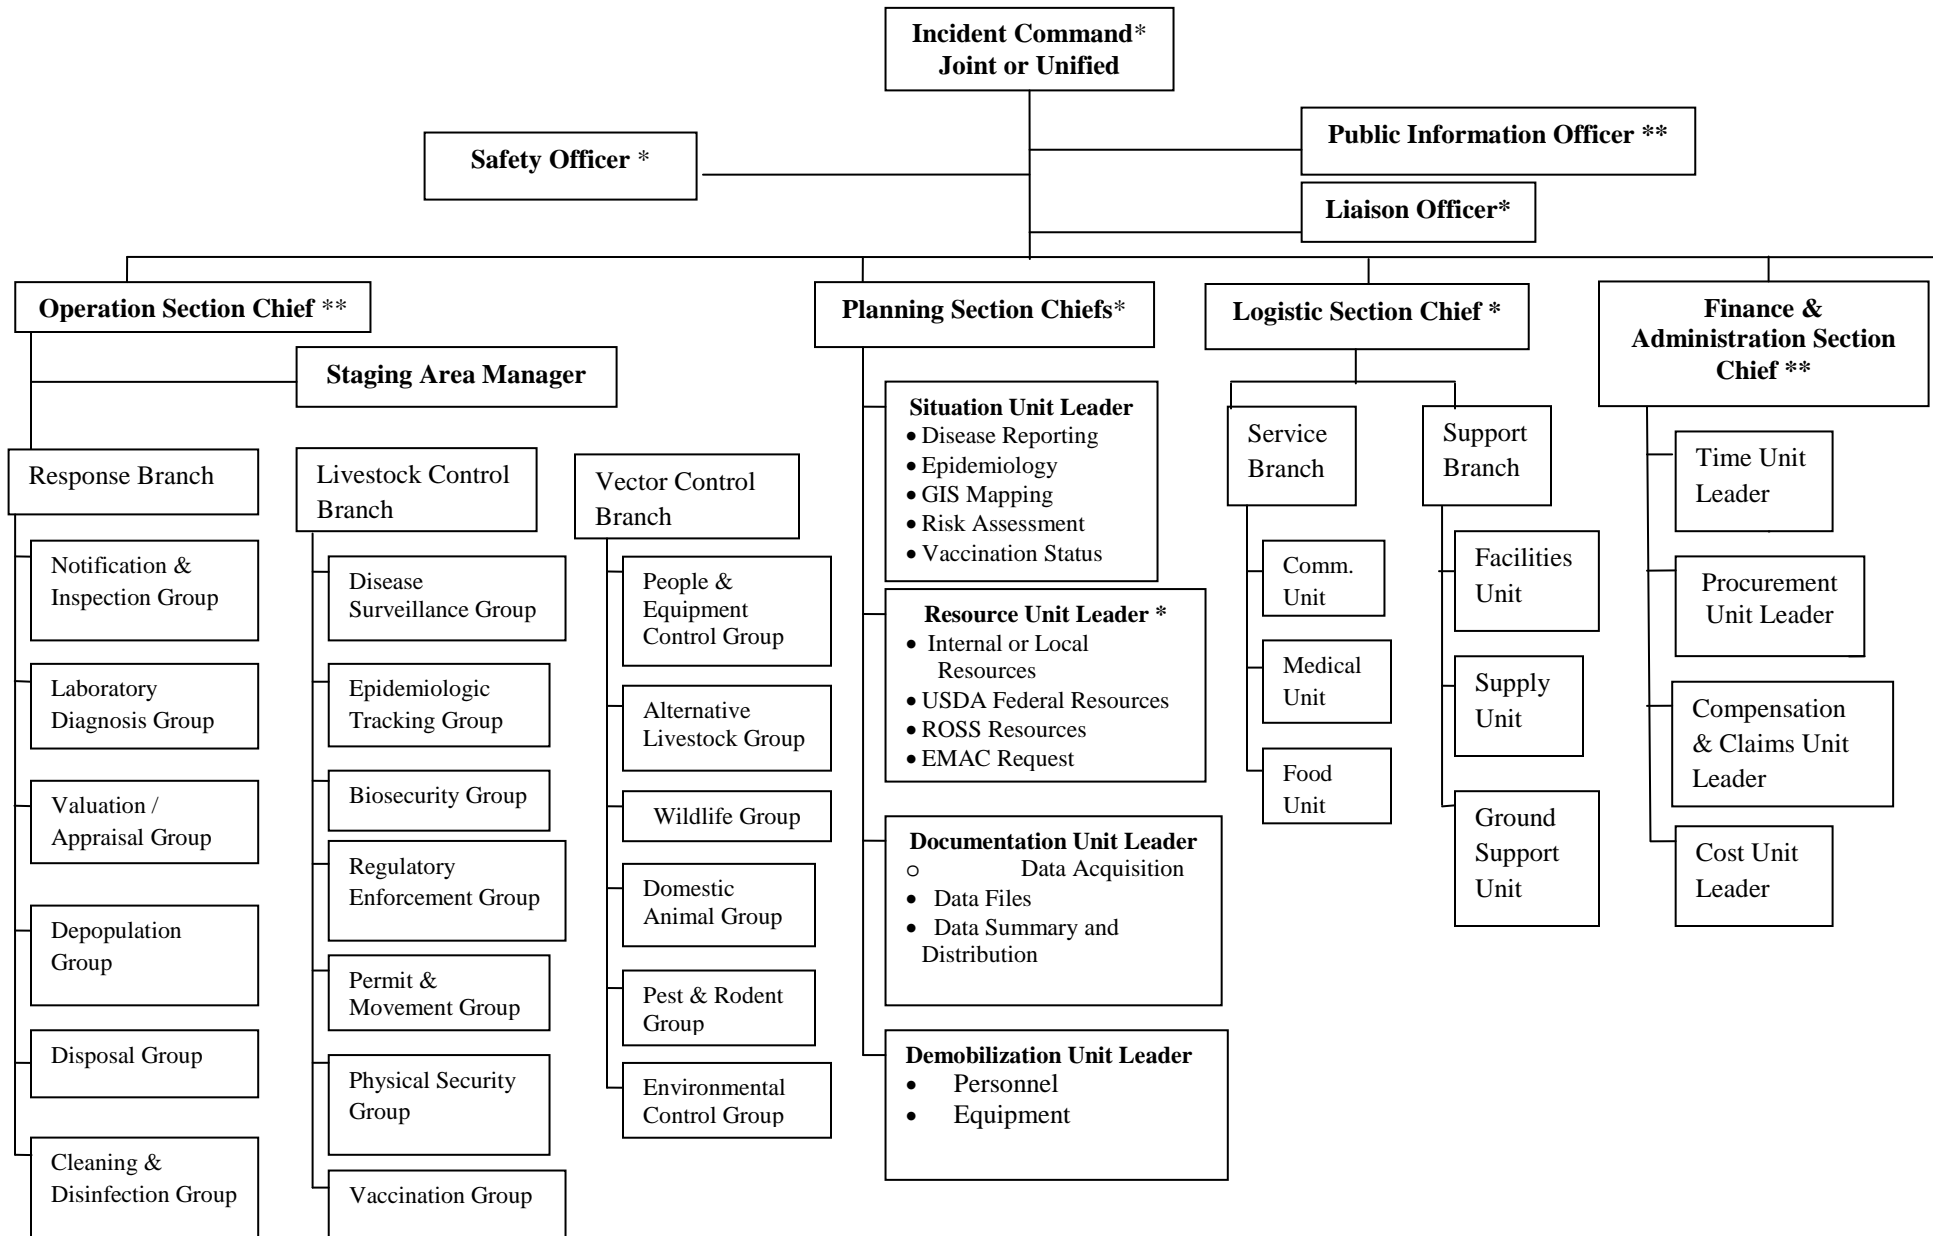 Incident Command*
Joint or Unified
Public Information Officer **
Safety Officer *
Liaison Officer*
Operation Section Chief **
Staging Area Manager
Response Branch
Notification &
Inspection Group
Laboratory
Diagnosis Group
Valuation /
Appraisal Group
Depopulation
Group
Disposal Group
Cleaning &
Disinfection Group
Livestock Control
Branch
Disease
Surveillance Group
Epidemiologic
Tracking Group
Biosecurity Group
Regulatory
Enforcement Group
Permit &
Movement Group
Physical Security
Group
Vaccination Group
Vector Control
Branch
People &
Equipment
Control Group
Alternative
Livestock Group
Wildlife Group
Domestic
Animal Group
Pest & Rodent
Group
Environmental
Control Group
Planning Section Chiefs*
Situation Unit Leader
• Disease Reporting
• Epidemiology
• GIS Mapping
• Risk Assessment
• Vaccination Status
Resource Unit Leader *
• Internal or Local
Resources
• USDA Federal Resources
• ROSS Resources
• EMAC Request
Documentation Unit Leader
o Data Acquisition
• Data Files
• Data Summary and
Distribution
Demobilization Unit Leader
• Personnel
• Equipment
Logistic Section Chief *
Service
Branch
Comm.
Unit
Medical
Unit
Food
Unit
Support
Branch
Facilities
Unit
Supply
Unit
Ground
Support
Unit
Finance &
Administration Section
Chief **
Time Unit
Leader
Procurement
Unit Leader
Compensation
& Claims Unit
Leader
Cost Unit
Leader